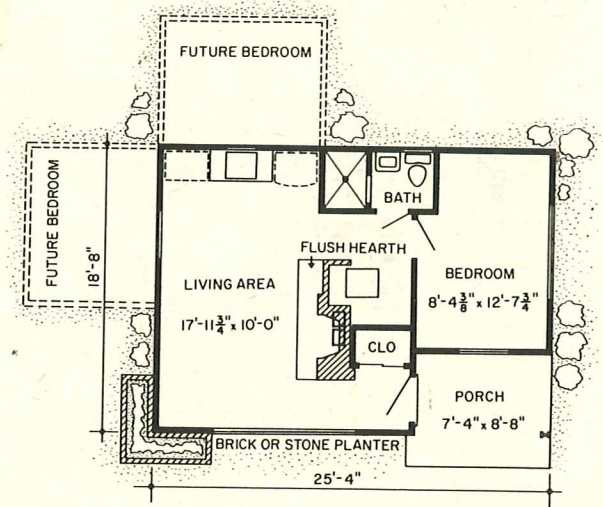 FUTURE BEDROOM
FUTURE BEDROOM
18'-8"
BATH
FLUSH HEARTH
LIVING AREA
17'-11 3/4" x 10'-0"
BEDROOM
8'-4 3/8" x 12'-7 3/4"
CLO
PORCH
7'-4" x 8'-8"
BRICK OR STONE PLANTER
25'-4"